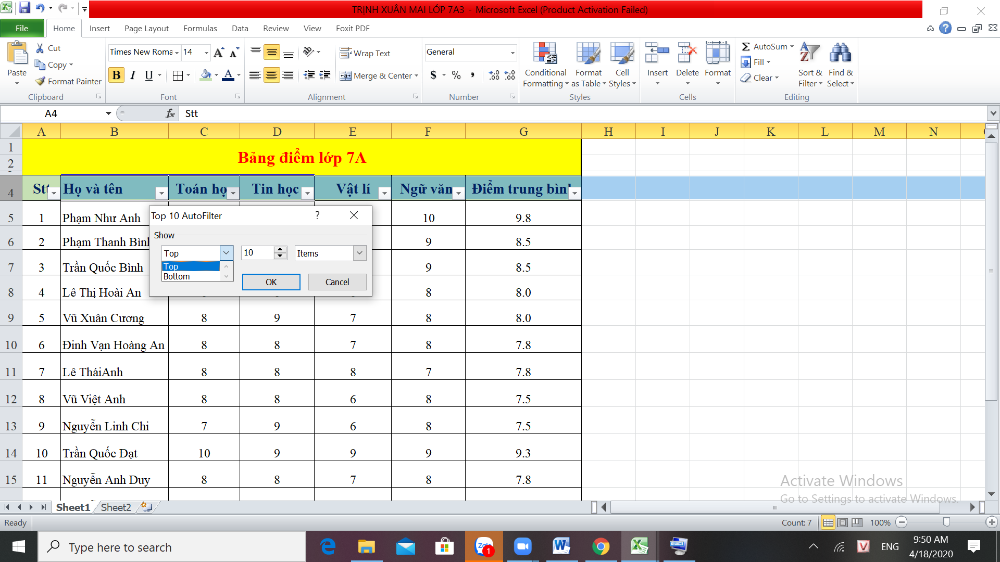 TRỊNH XUÂN MAI LỚP 7A3 - Microsoft Excel (Product Activation Failed)
File Home Insert Page Layout Formulas Data Review View Foxit PDF
Paste
Cut
Copy
Format Painter
Clipboard
Times New Roma 14
B I U
Font
Wrap Text
Merge & Center
Alignment
General
$ % ,
Number
Conditional Formatting
Format as Table
Cell Styles
Styles
Insert
Delete
Format
Cells
Σ AutoSum
Fill
Clear
Sort & Filter
Find & Select
Editing
A4 fx Stt
A B C D E F G H I J K L M N
1
2
Bảng điểm lớp 7A
4 Họ và tên Tin học Vật lí Ngữ văn Điểm trung
5 1 Phạm Như Anh 10 9.8
6 2 Phạm Thanh 9 8.5
7 3 Trần Quốc Bình 9 8.5
8 4 Lê Thị Hoài An 8 8.0
9 5 Vũ Xuân Cương 8 9 7 8 8.0
10 6 Đinh Vạn Hoàng An 8 8 7 8 7.8
11 7 Lê TháiAnh 8 8 8 7 7.8
12 8 Vũ Việt Anh 8 8 6 8 7.5
13 9 Nguyễn Linh Chi 7 9 6 8 7.5
14 10 Trần Quốc Đạt 10 9 9 9 9.3
15 11 Nguyễn Anh Duy 8 8 7 8 7.8
Top 10 AutoFilter ?
Show
Top 10 Items
Top
Bottom
OK Cancel
Activate Windows
Go to Settings to activate Windows.
Sheet1 Sheet2
Ready Count: 7 100%
Type here to search
1
ENG
9:50 AM
4/18/2020